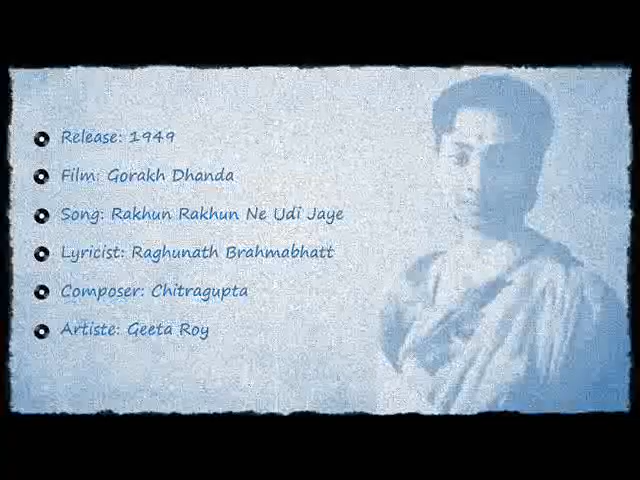 Release: 1949
Film: Gorakh Dhanda
Song: Rakhun Rakhun Ne Udi Jaye
Lyricist: Raghunath Brahmabhatt
Composer: Chitragupta
Artiste: Geeta Roy